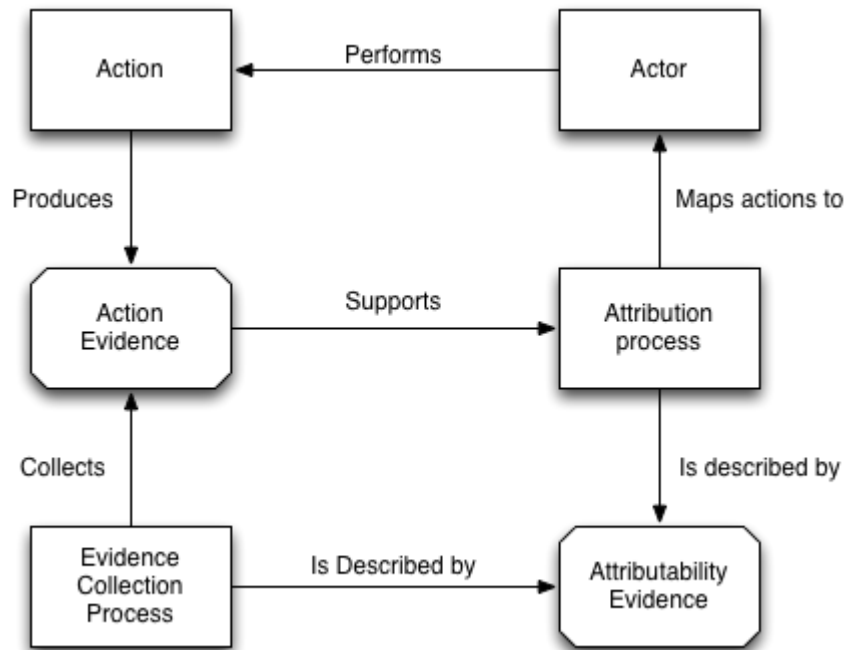 Action
Performs
Actor
Produces
Maps actions to
Action
Evidence
Supports
Attribution
process
Collects
Is described by
Evidence
Collection
Process
Is Described by
Attributability
Evidence